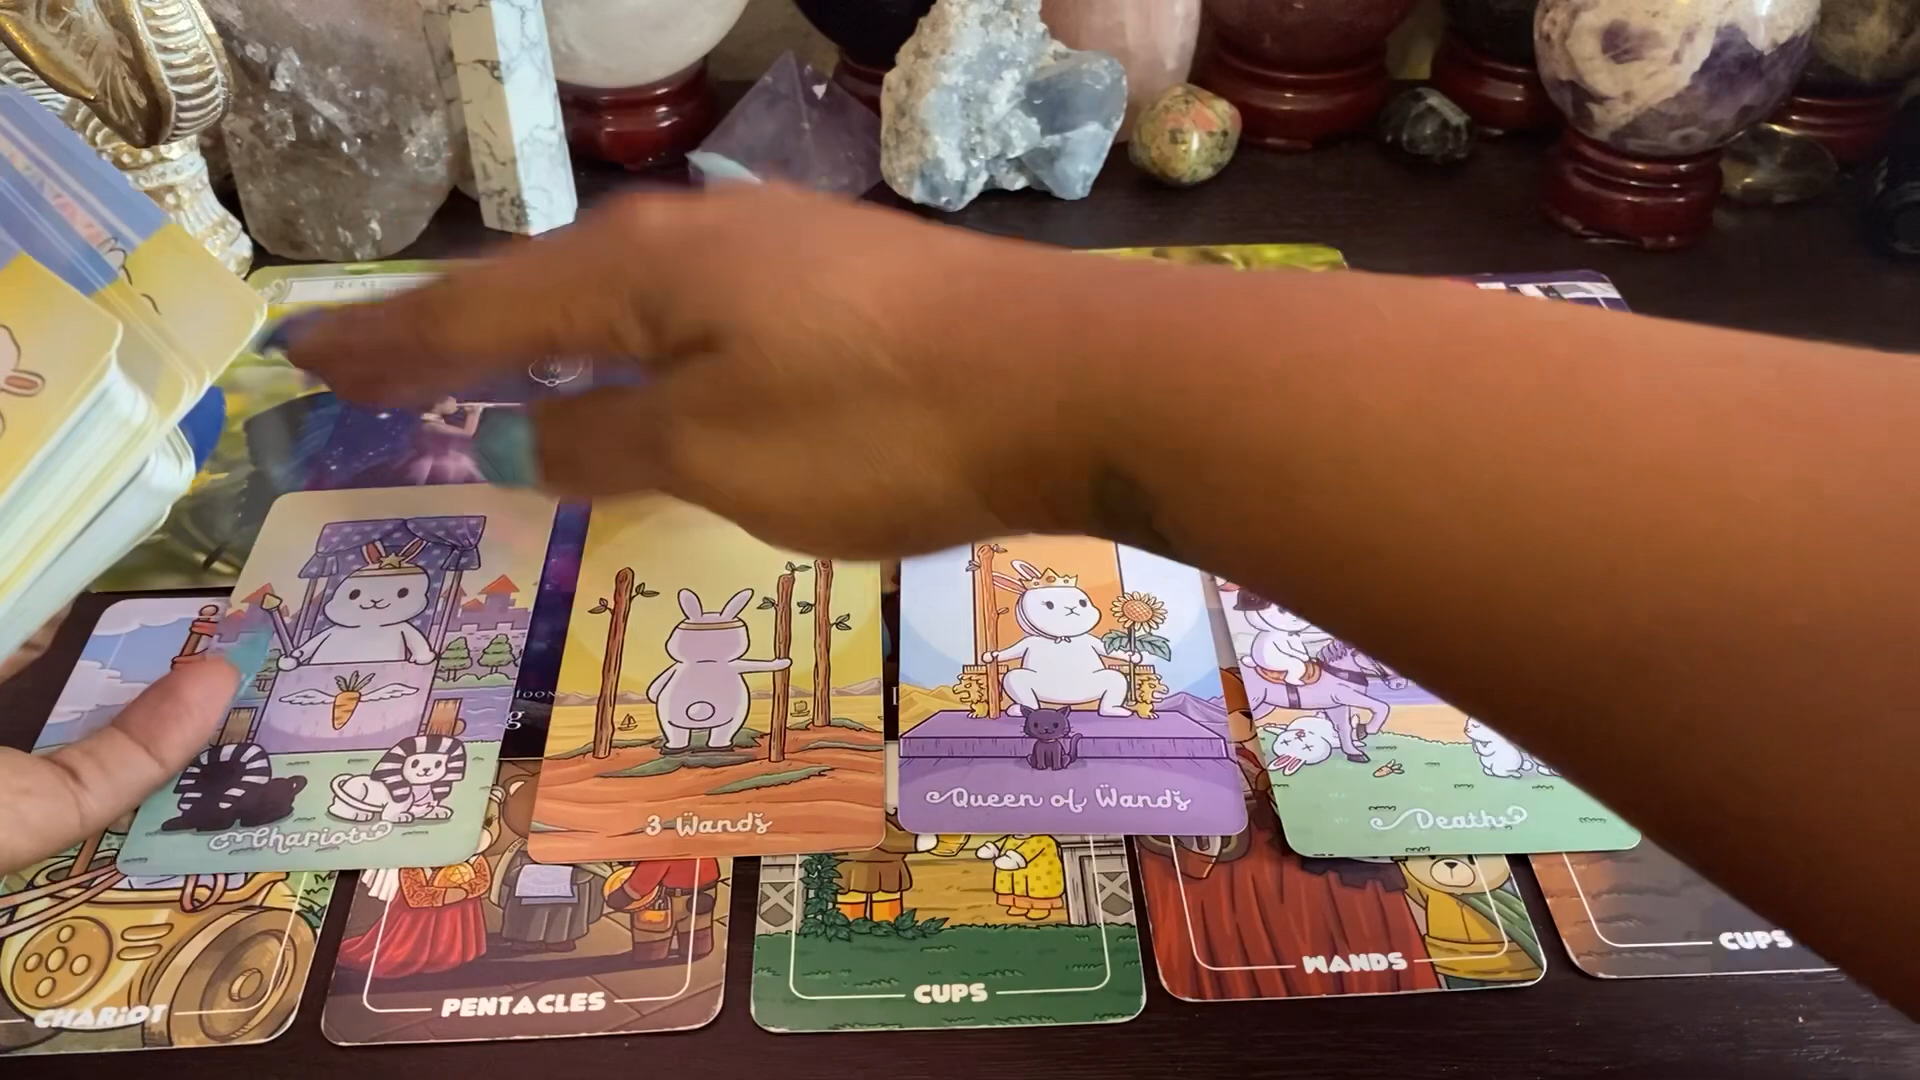 Chariot
3 Wands
Queen of Wands
Death
CHARIOT
PENTACLES
CUPS
WANDS
CUPS